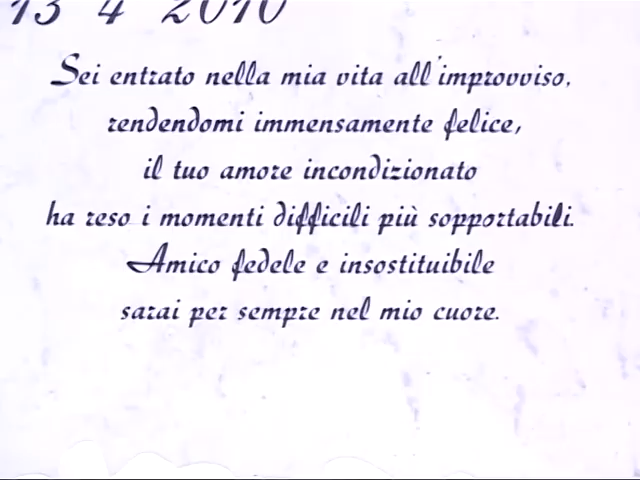 13 4 2010
Sei entrato nella mia vita all'improvviso,
rendendomi immensamente felice,
il tuo amore incondizionato
ha reso i momenti difficili più sopportabili.
Amico fedele e insostituibile
sarai per sempre nel mio cuore.